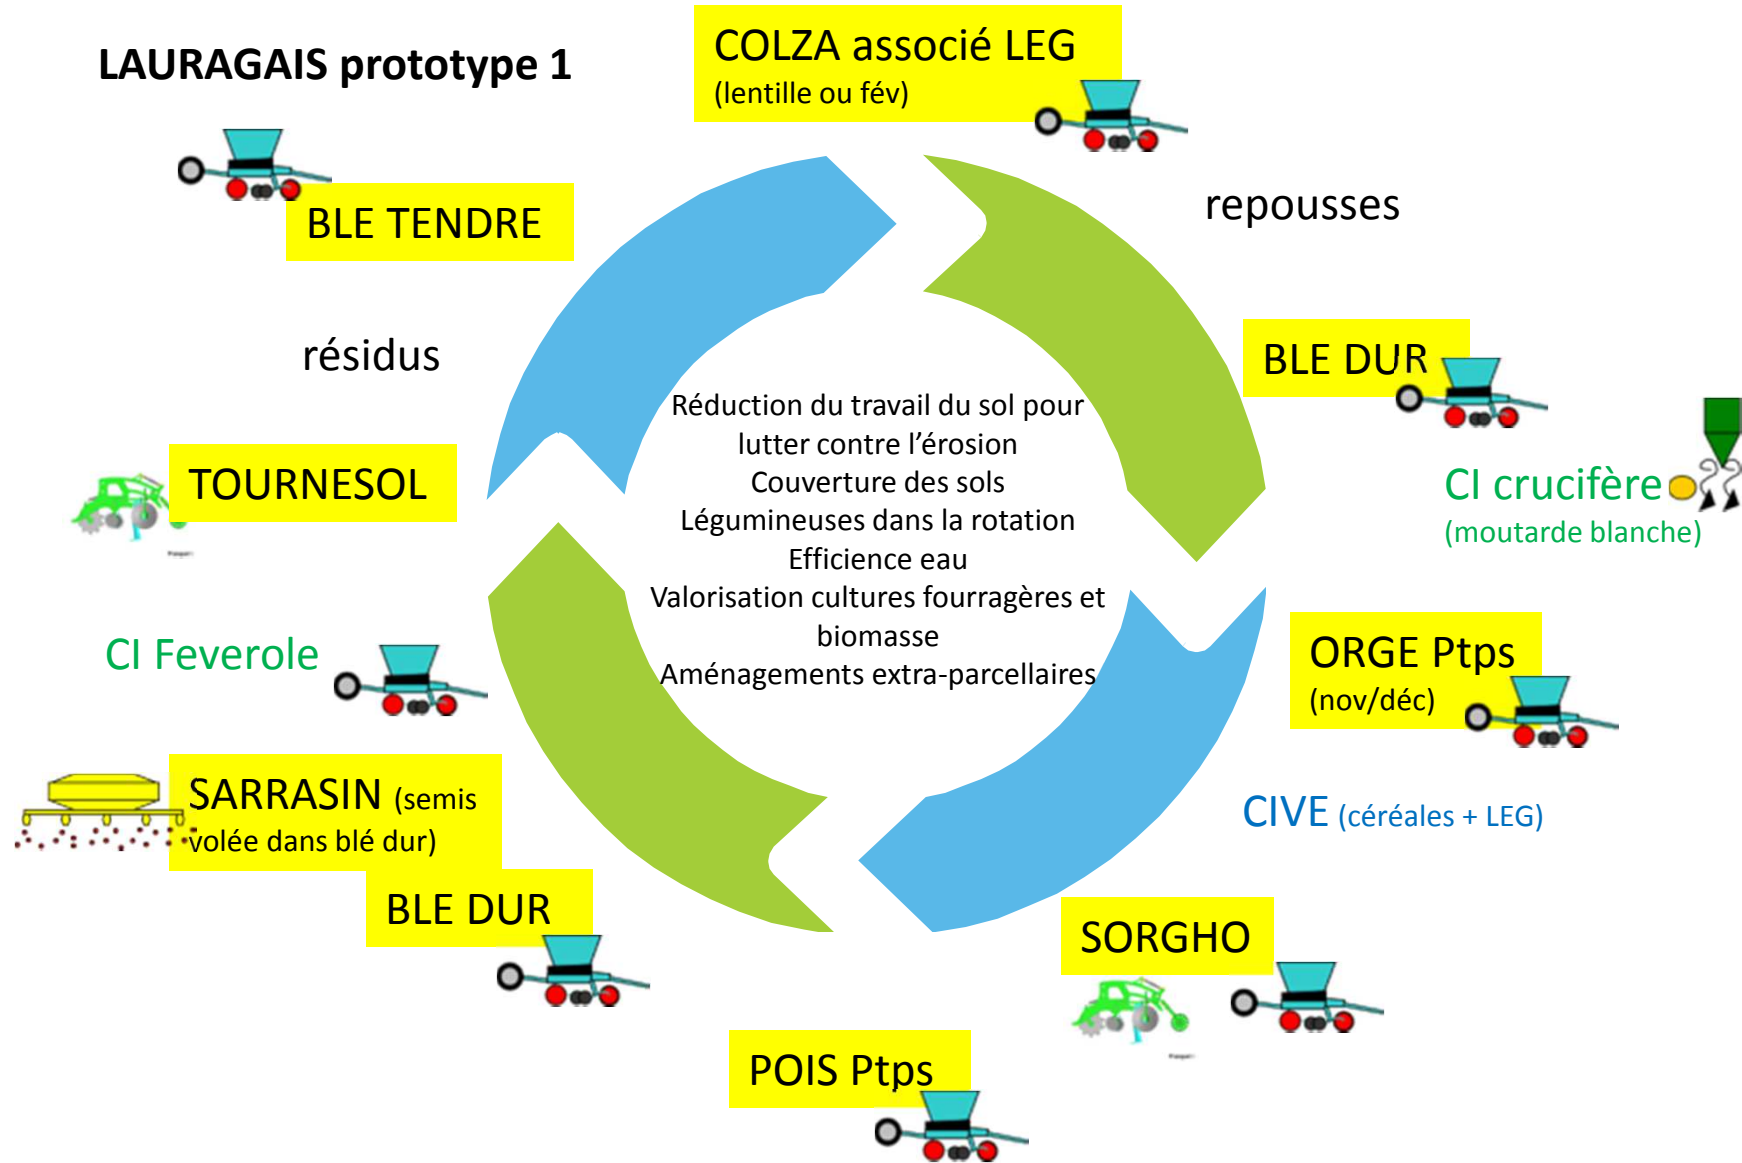 LAURAGAIS prototype 1
COLZA associé LEG
(lentille ou fév)
repousses
BLE DUR
CI crucifère
(moutarde blanche)
ORGE Ptps
(nov/déc)
CIVE (céréales + LEG)
SORGHO
POIS Ptps
BLE DUR
SARRASIN (semis
volée dans blé dur)
CI Feverole
TOURNESOL
résidus
BLE TENDRE
Réduction du travail du sol pour
lutter contre l'érosion
Couverture des sols
Légumineuses dans la rotation
Efficience eau
Valorisation cultures fourragères et
biomasse
Aménagements extra-parcellaires